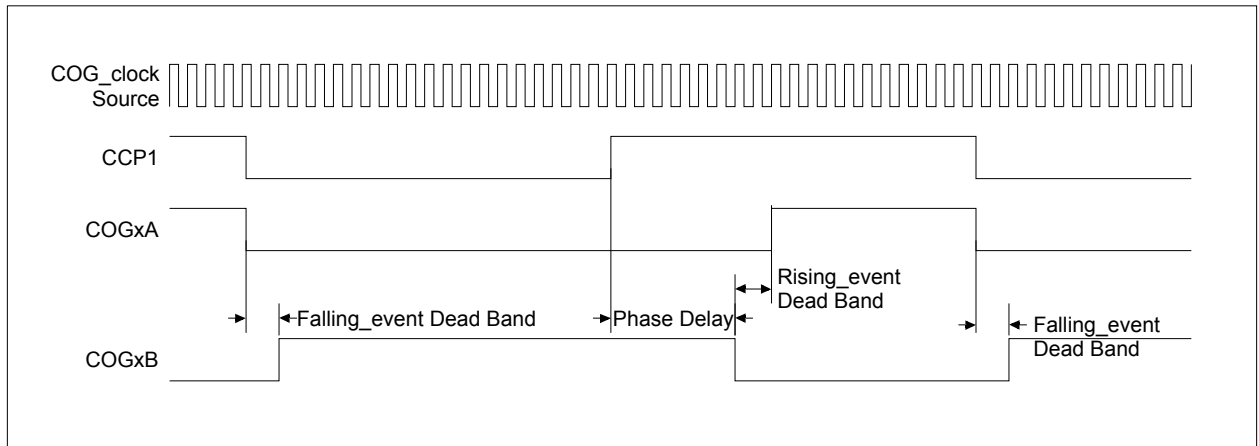 COG_clock
Source
CCP1
COGxA
Rising_event
Dead Band
Falling_event Dead Band
Phase Delay
Falling_event
Dead Band
COGxB